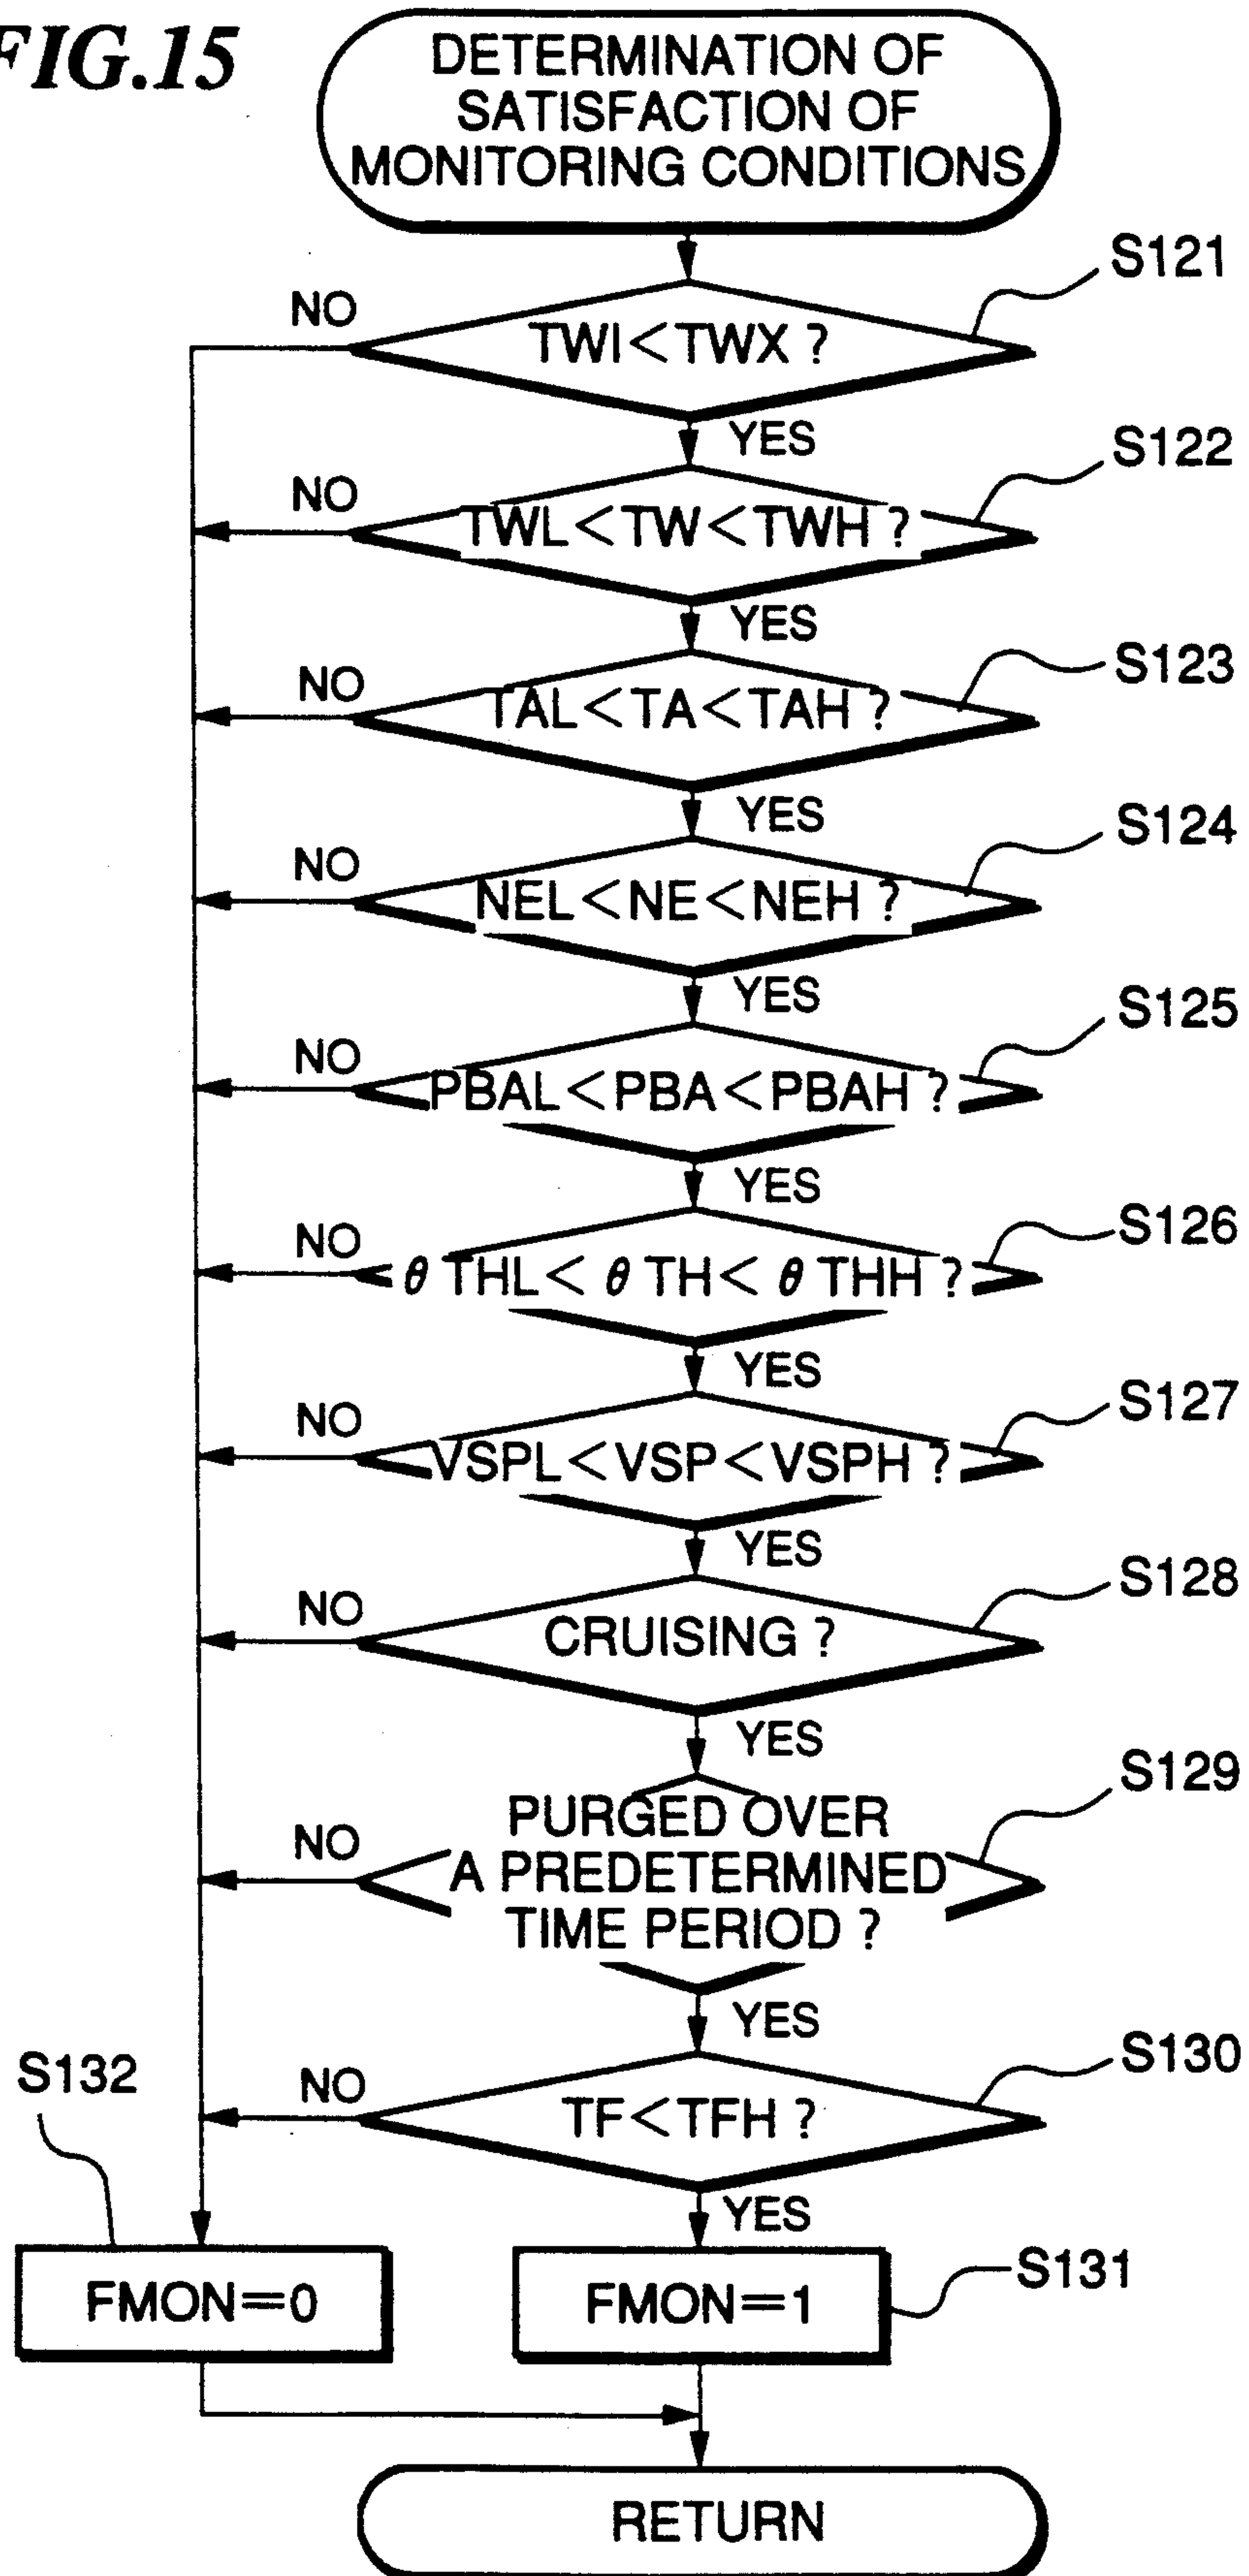 FIG.15
DETERMINATION OF
SATISFACTION OF
MONITORING CONDITIONS
S121
NO
TWI<TWX ?
YES
S122
NO
TWL<TW<TWH ?
YES
S123
NO
TAL<TA<TAH ?
YES
S124
NO
NEL<NE<NEH ?
YES
S125
NO
PBAL<PBA<PBAH ?
YES
S126
NO
θ THL< θ TH< θ THH ?
YES
S127
NO
VSPL<VSP<VSPH ?
YES
S128
NO
CRUISING ?
YES
S129
NO
PURGED OVER
A PREDETERMINED
TIME PERIOD ?
YES
S130
S132
NO
TF<TFH ?
YES
FMON=0
FMON=1
S131
RETURN